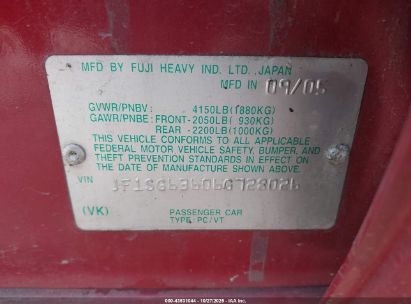 MFD BY FUJI HEAVY IND. LTD. JAPAN
MFD IN 09/05
GVWR/PNBV: 4150LB(1880KG)
GAWR/PNBE: FRONT-2050LB( 930KG)
REAR -2200LB(1000KG)
THIS VEHICLE CONFORMS TO ALL APPLICABLE
FEDERAL MOTOR VEHICLE SAFETY, BUMPER, AND
THEFT PREVENTION STANDARDS IN EFFECT ON
THE DATE OF MANUFACTURE SHOWN ABOVE.
VIN JF1SG63606G728026
(VK) PASSENGER CAR
TYPE:PC/VT